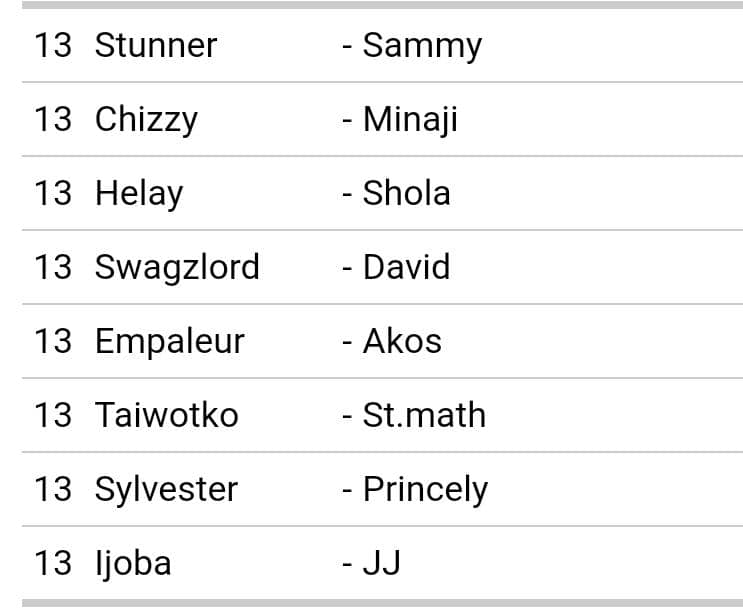 13 Stunner - Sammy
13 Chizzy - Minaji
13 Helay - Shola
13 Swagzlord - David
13 Empaleur - Akos
13 Taiwotko - St.math
13 Sylvester - Princely
13 Ijoba - JJ